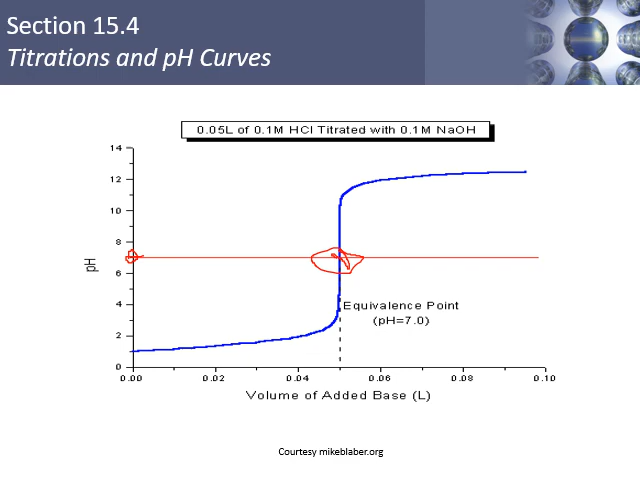 Section 15.4
Titrations and pH Curves
0.05L of 0.1M HCl Titrated with 0.1M NaOH
14
12
10
8
6
4
2
0
pH
Equivalence Point
(pH=7.0)
0.00
0.02
0.04
0.06
0.08
0.10
Volume of Added Base (L)
Courtesy mikeblaber.org